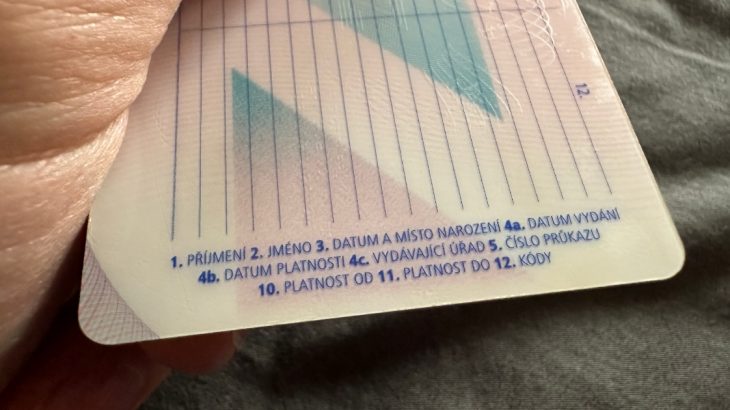 12.
1. PŘÍJMENÍ 2. JMÉNO 3. DATUM A MÍSTO NAROZENÍ 4a. DATUM VYDÁNÍ
4b. DATUM PLATNOSTI 4c. VYDÁVAJÍCÍ ÚŘAD 5. ČÍSLO PRŮKAZU
10. PLATNOST OD 11. PLATNOST DO 12. KÓDY